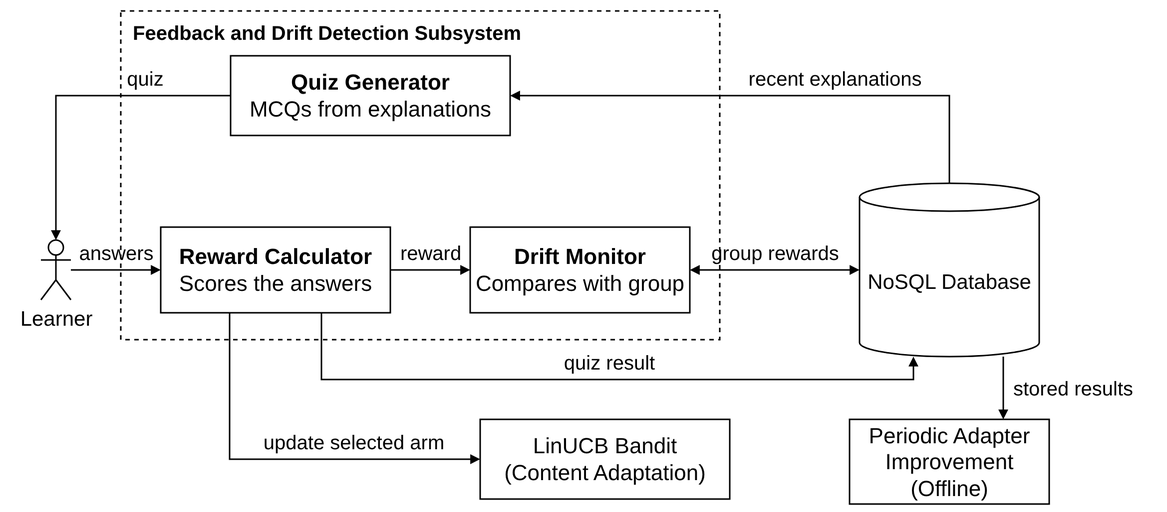 Feedback and Drift Detection Subsystem
quiz
Quiz Generator
MCQs from explanations
recent explanations
answers
Reward Calculator
Scores the answers
reward
Drift Monitor
Compares with group
group rewards
NoSQL Database
Learner
quiz result
stored results
update selected arm
LinUCB Bandit
(Content Adaptation)
Periodic Adapter
Improvement
(Offline)